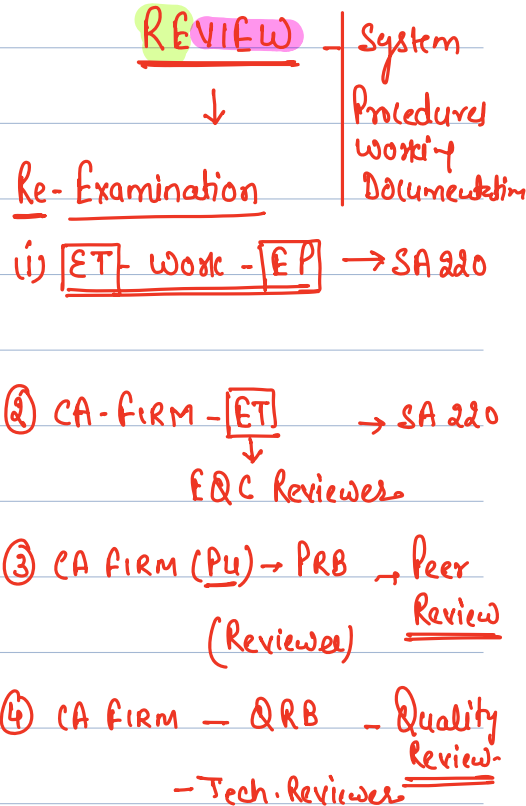 REVIEW - System
Procedures
Working
Documentation
↓
Re-Examination
(i) ET - Work - EP → SA 220
② CA-FIRM - ET → SA 220
↓
EQC Reviewer
③ CA FIRM (PU) → PRB → Peer
Review
(Reviewer)
④ CA FIRM - QRB - Quality
Review
- Tech. Reviewer